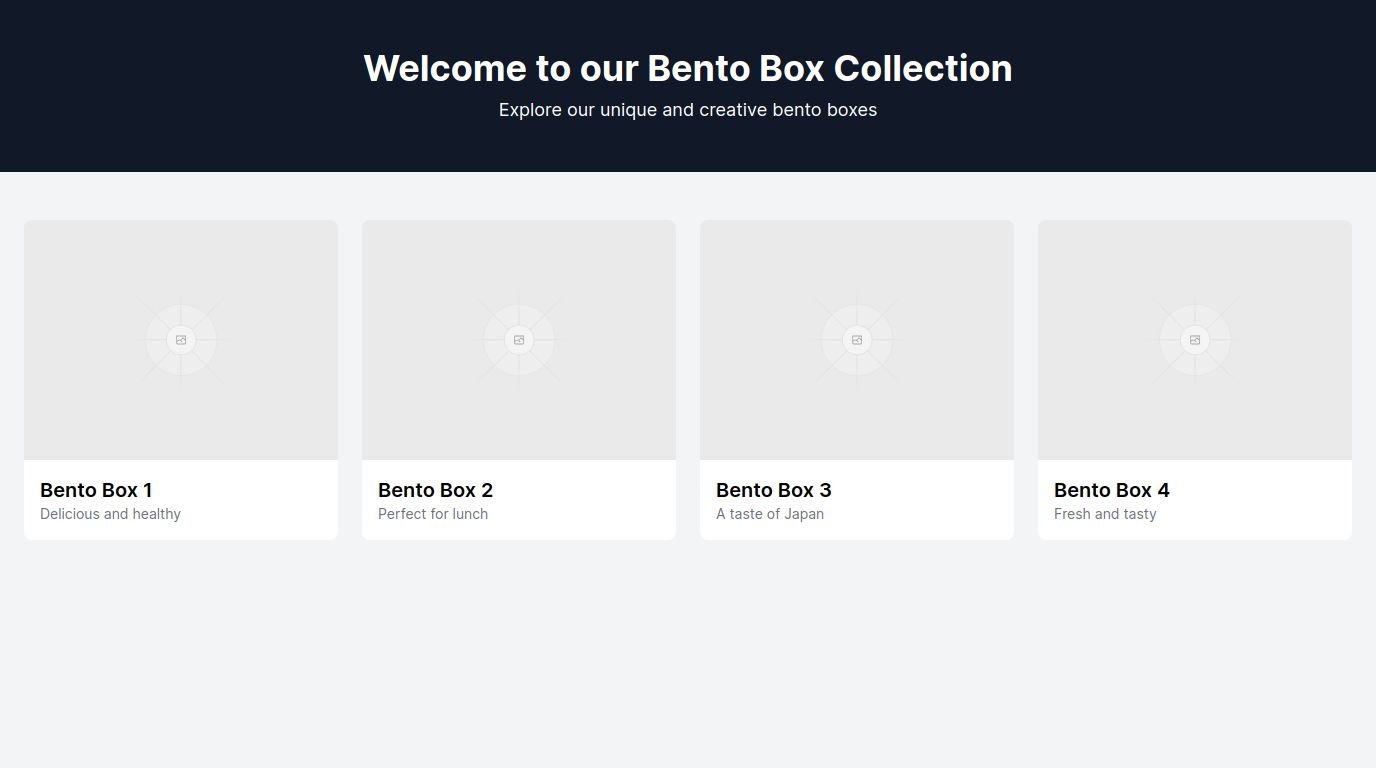 Welcome to our Bento Box Collection
Explore our unique and creative bento boxes
Bento Box 1
Delicious and healthy
Bento Box 2
Perfect for lunch
Bento Box 3
A taste of Japan
Bento Box 4
Fresh and tasty